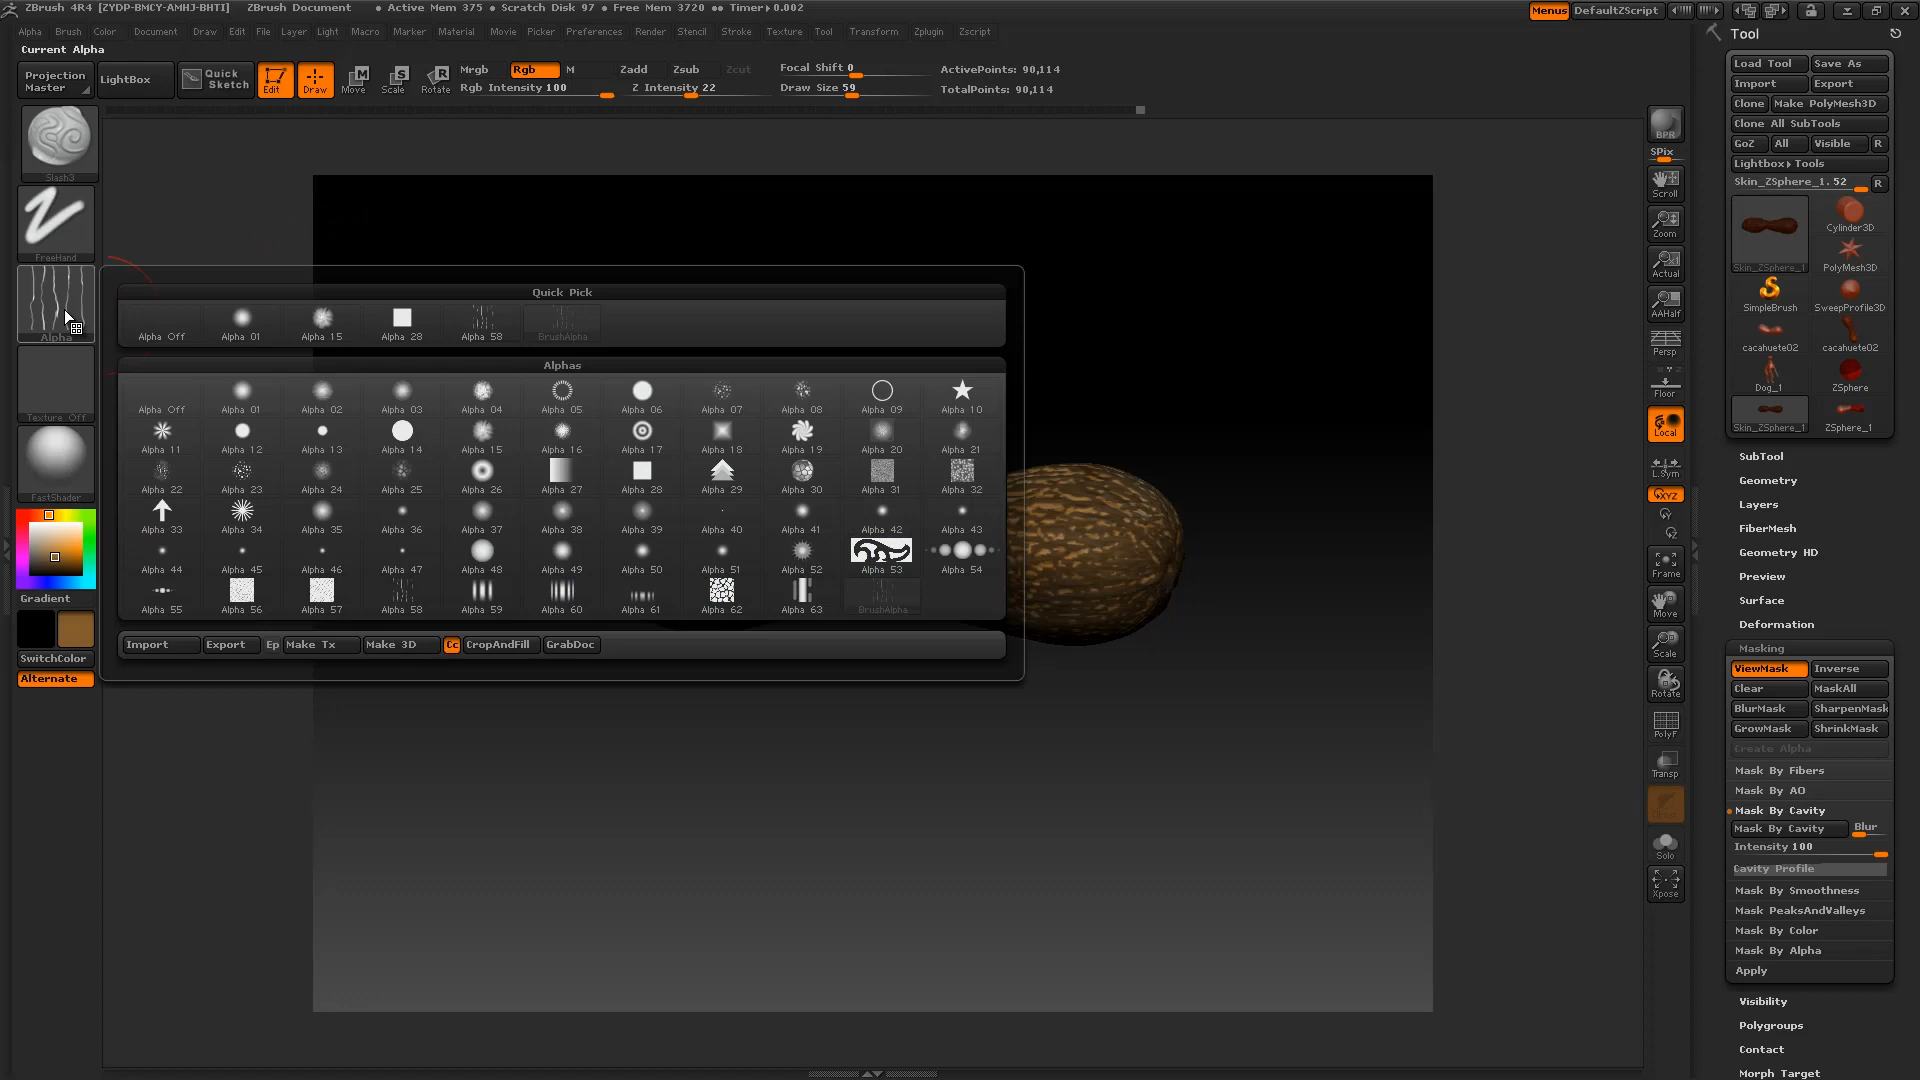 ZBrush 4R4 [ZYDP-BMCY-AMHJ-BHTI] ZBrush Document • Active Mem 375 • Scratch Disk 97 • Free Mem 3720 •• Timer▸0.002 Menus DefaultZScript
Alpha Brush Color Document Draw Edit File Layer Light Macro Marker Material Movie Picker Preferences Render Stencil Stroke Texture Tool Transform Zplugin Zscript
Current Alpha
Projection Master
LightBox
Quick Sketch
Edit
Draw
Move
Scale
Rotate
Mrgb Rgb M Zadd Zsub Zcut
Rgb Intensity 100 Z Intensity 22
Focal Shift 0
Draw Size 59
ActivePoints: 90,114
TotalPoints: 90,114
Slash3
FreeHand
Alpha
Texture Off
FastShader
Gradient
SwitchColor
Alternate
Quick Pick
Alpha Off Alpha 01 Alpha 15 Alpha 28 Alpha 58 BrushAlpha
Alphas
Alpha Off Alpha 01 Alpha 02 Alpha 03 Alpha 04 Alpha 05 Alpha 06 Alpha 07 Alpha 08 Alpha 09 Alpha 10
Alpha 11 Alpha 12 Alpha 13 Alpha 14 Alpha 15 Alpha 16 Alpha 17 Alpha 18 Alpha 19 Alpha 20 Alpha 21
Alpha 22 Alpha 23 Alpha 24 Alpha 25 Alpha 26 Alpha 27 Alpha 28 Alpha 29 Alpha 30 Alpha 31 Alpha 32
Alpha 33 Alpha 34 Alpha 35 Alpha 36 Alpha 37 Alpha 38 Alpha 39 Alpha 40 Alpha 41 Alpha 42 Alpha 43
Alpha 44 Alpha 45 Alpha 46 Alpha 47 Alpha 48 Alpha 49 Alpha 50 Alpha 51 Alpha 52 Alpha 53 Alpha 54
Alpha 55 Alpha 56 Alpha 57 Alpha 58 Alpha 59 Alpha 60 Alpha 61 Alpha 62 Alpha 63 BrushAlpha
Import Export Ep Make Tx Make 3D Cc CropAndFill GrabDoc
BPR
SPix
Scroll
Zoom
Actual
AAHalf
Persp
Floor
Local
L.Sym
XYZ
Frame
Move
Scale
Rotate
PolyF
Transp
Solo
Xpose
Tool
Load Tool Save As
Import Export
Clone Make PolyMesh3D
Clone All SubTools
GoZ All Visible R
Lightbox▸Tools
Skin_ZSphere_1. 52 R
Skin_ZSphere_1
Cylinder3D
PolyMesh3D
SimpleBrush SweepProfile3D
cacahuete02 cacahuete02
Dog_1 ZSphere
Skin_ZSphere_1 ZSphere_1
SubTool
Geometry
Layers
FiberMesh
Geometry HD
Preview
Surface
Deformation
Masking
ViewMask Inverse
Clear MaskAll
BlurMask SharpenMask
GrowMask ShrinkMask
Create Alpha
Mask By Fibers
Mask By AO
Mask By Cavity
Mask By Cavity Blur
Intensity 100
Cavity Profile
Mask By Smoothness
Mask PeaksAndValleys
Mask By Color
Mask By Alpha
Apply
Visibility
Polygroups
Contact
Morph Target